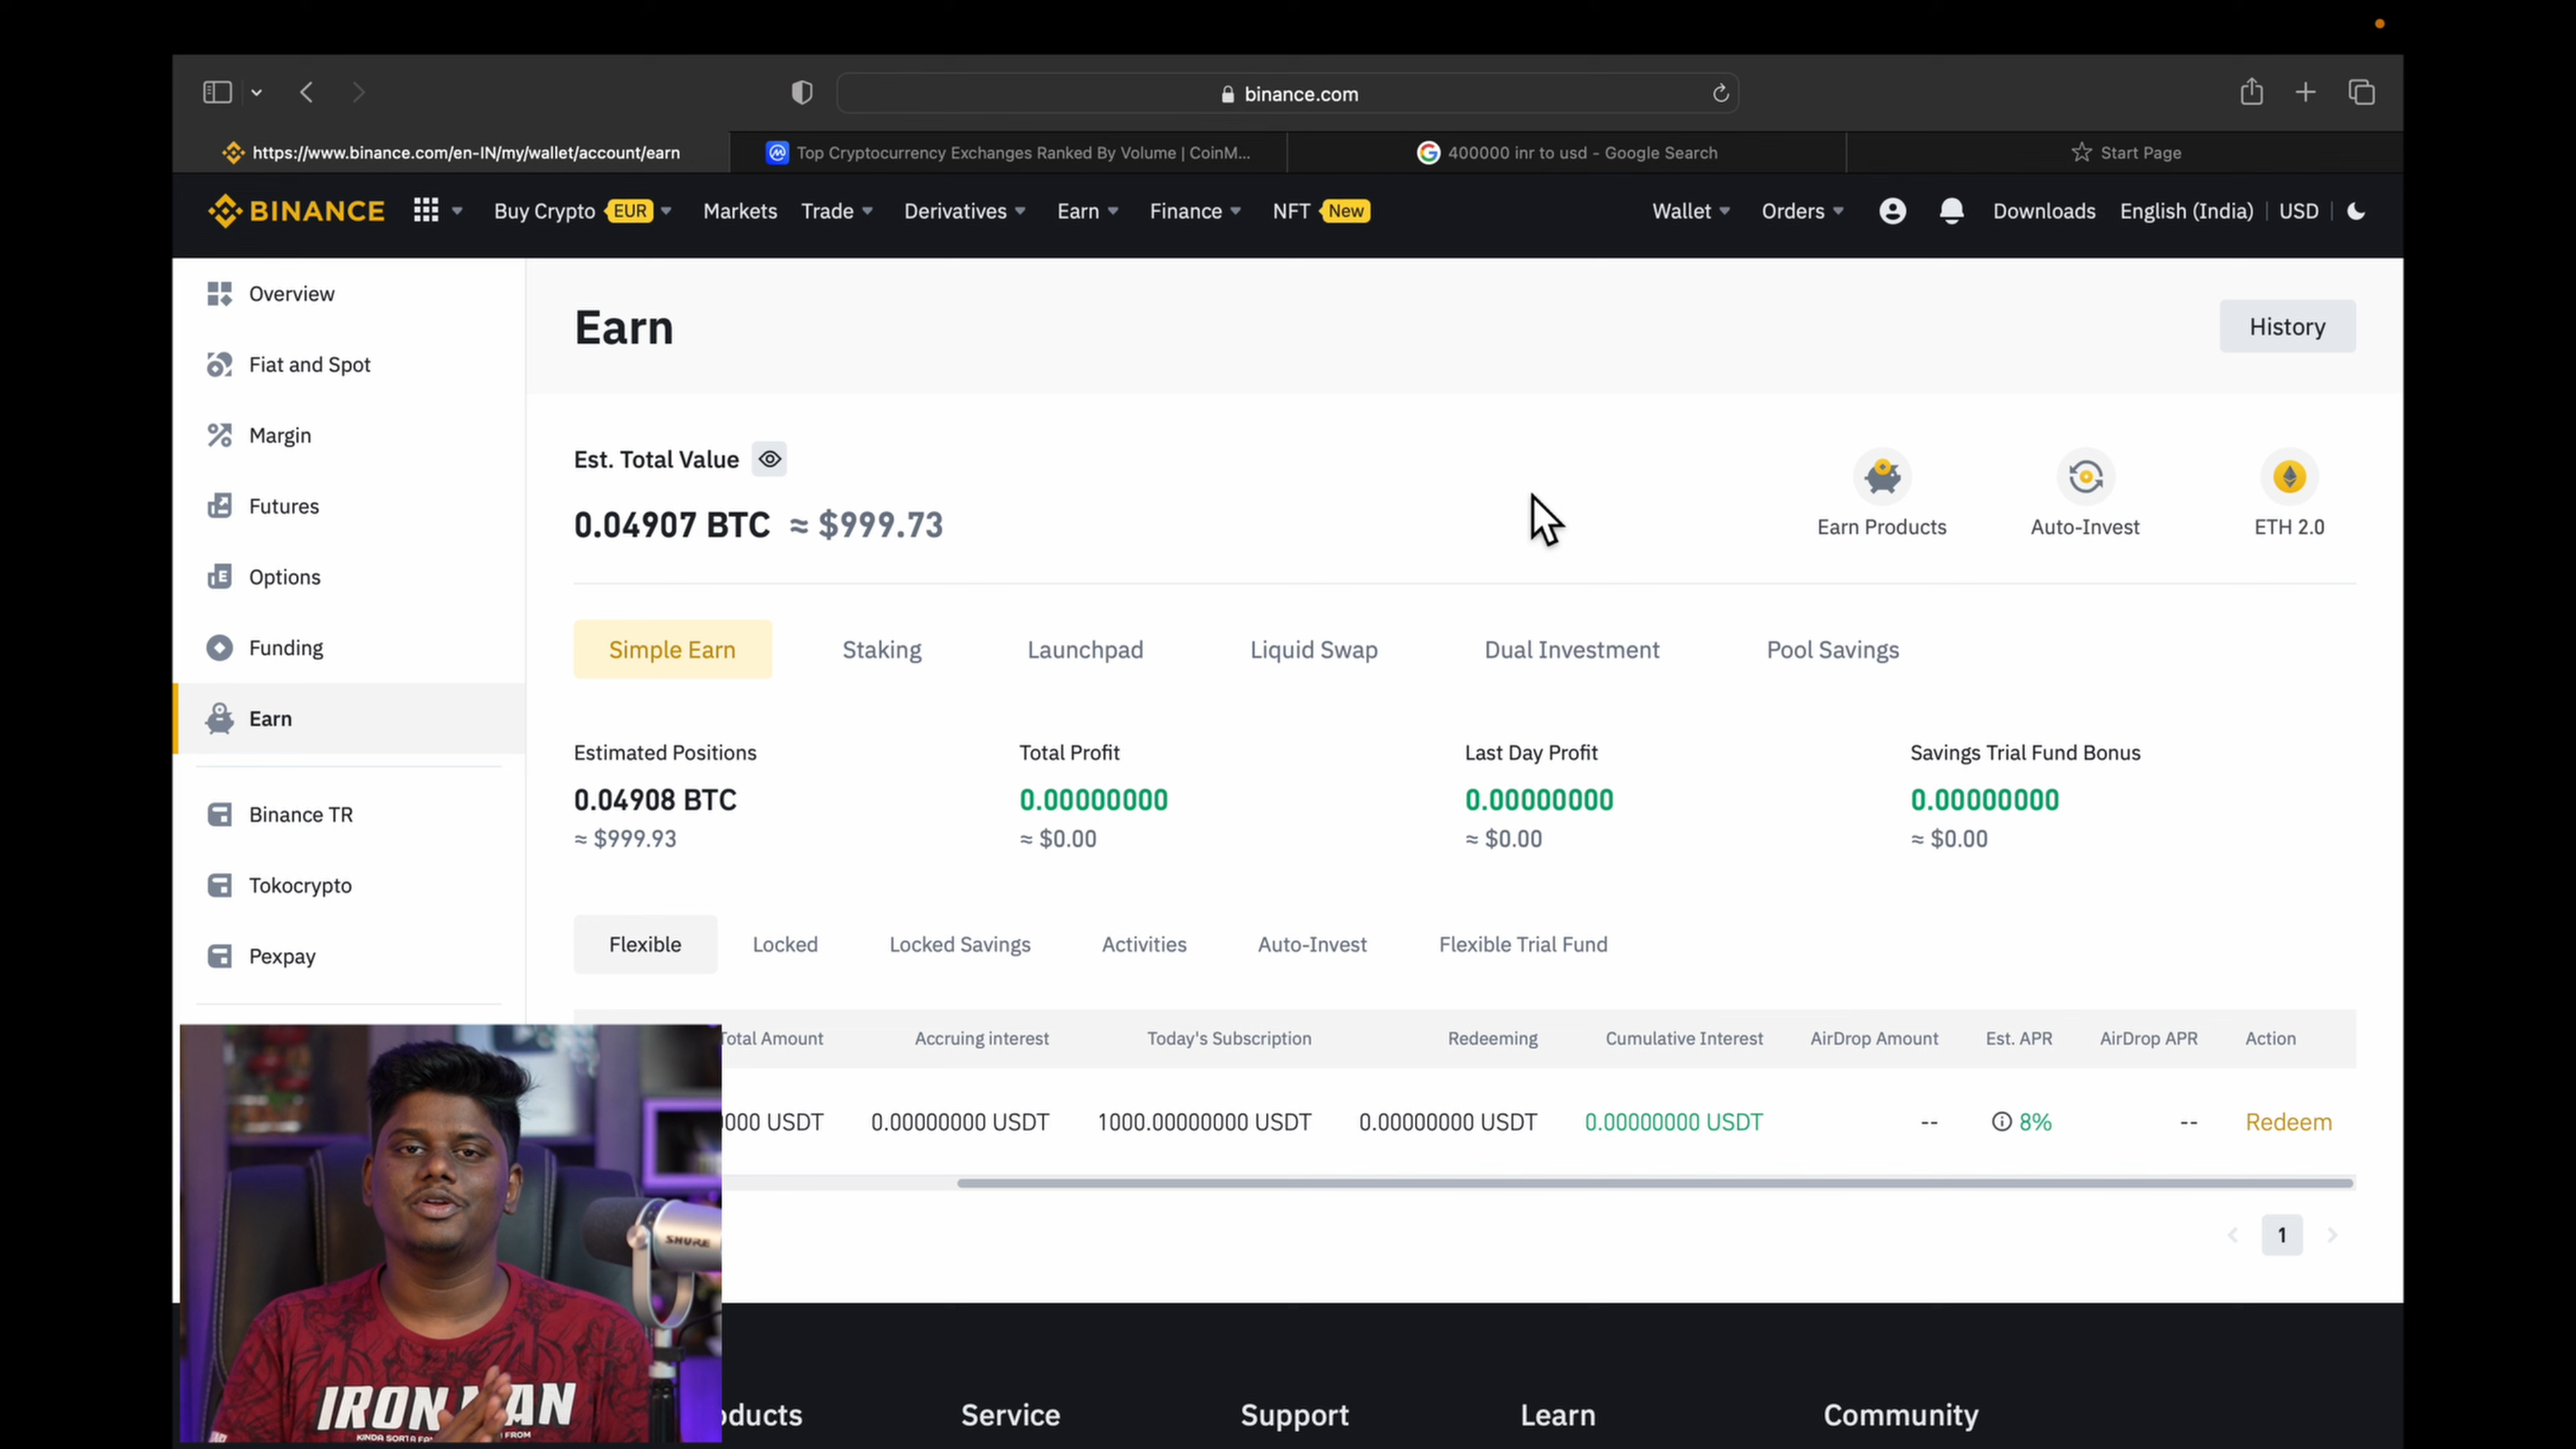 binance.com
https://www.binance.com/en-IN/my/wallet/account/earn
Top Cryptocurrency Exchanges Ranked By Volume | CoinM...
400000 inr to usd - Google Search
Start Page
BINANCE
Buy Crypto EUR
Markets
Trade
Derivatives
Earn
Finance
NFT New
Wallet
Orders
Downloads
English (India)
USD
Overview
Fiat and Spot
Margin
Futures
Options
Funding
Earn
Binance TR
Tokocrypto
Pexpay
Earn
History
Est. Total Value
0.04907 BTC ≈ $999.73
Earn Products
Auto-Invest
ETH 2.0
Simple Earn
Staking
Launchpad
Liquid Swap
Dual Investment
Pool Savings
Estimated Positions
0.04908 BTC
≈ $999.93
Total Profit
0.00000000
≈ $0.00
Last Day Profit
0.00000000
≈ $0.00
Savings Trial Fund Bonus
0.00000000
≈ $0.00
Flexible
Locked
Locked Savings
Activities
Auto-Invest
Flexible Trial Fund
Total Amount
Accruing interest
Today's Subscription
Redeeming
Cumulative Interest
AirDrop Amount
Est. APR
AirDrop APR
Action
000 USDT
0.00000000 USDT
1000.00000000 USDT
0.00000000 USDT
0.00000000 USDT
--
8%
--
Redeem
1
SHURE
IRON MAN
KINDA SORTA
FROM
oducts
Service
Support
Learn
Community